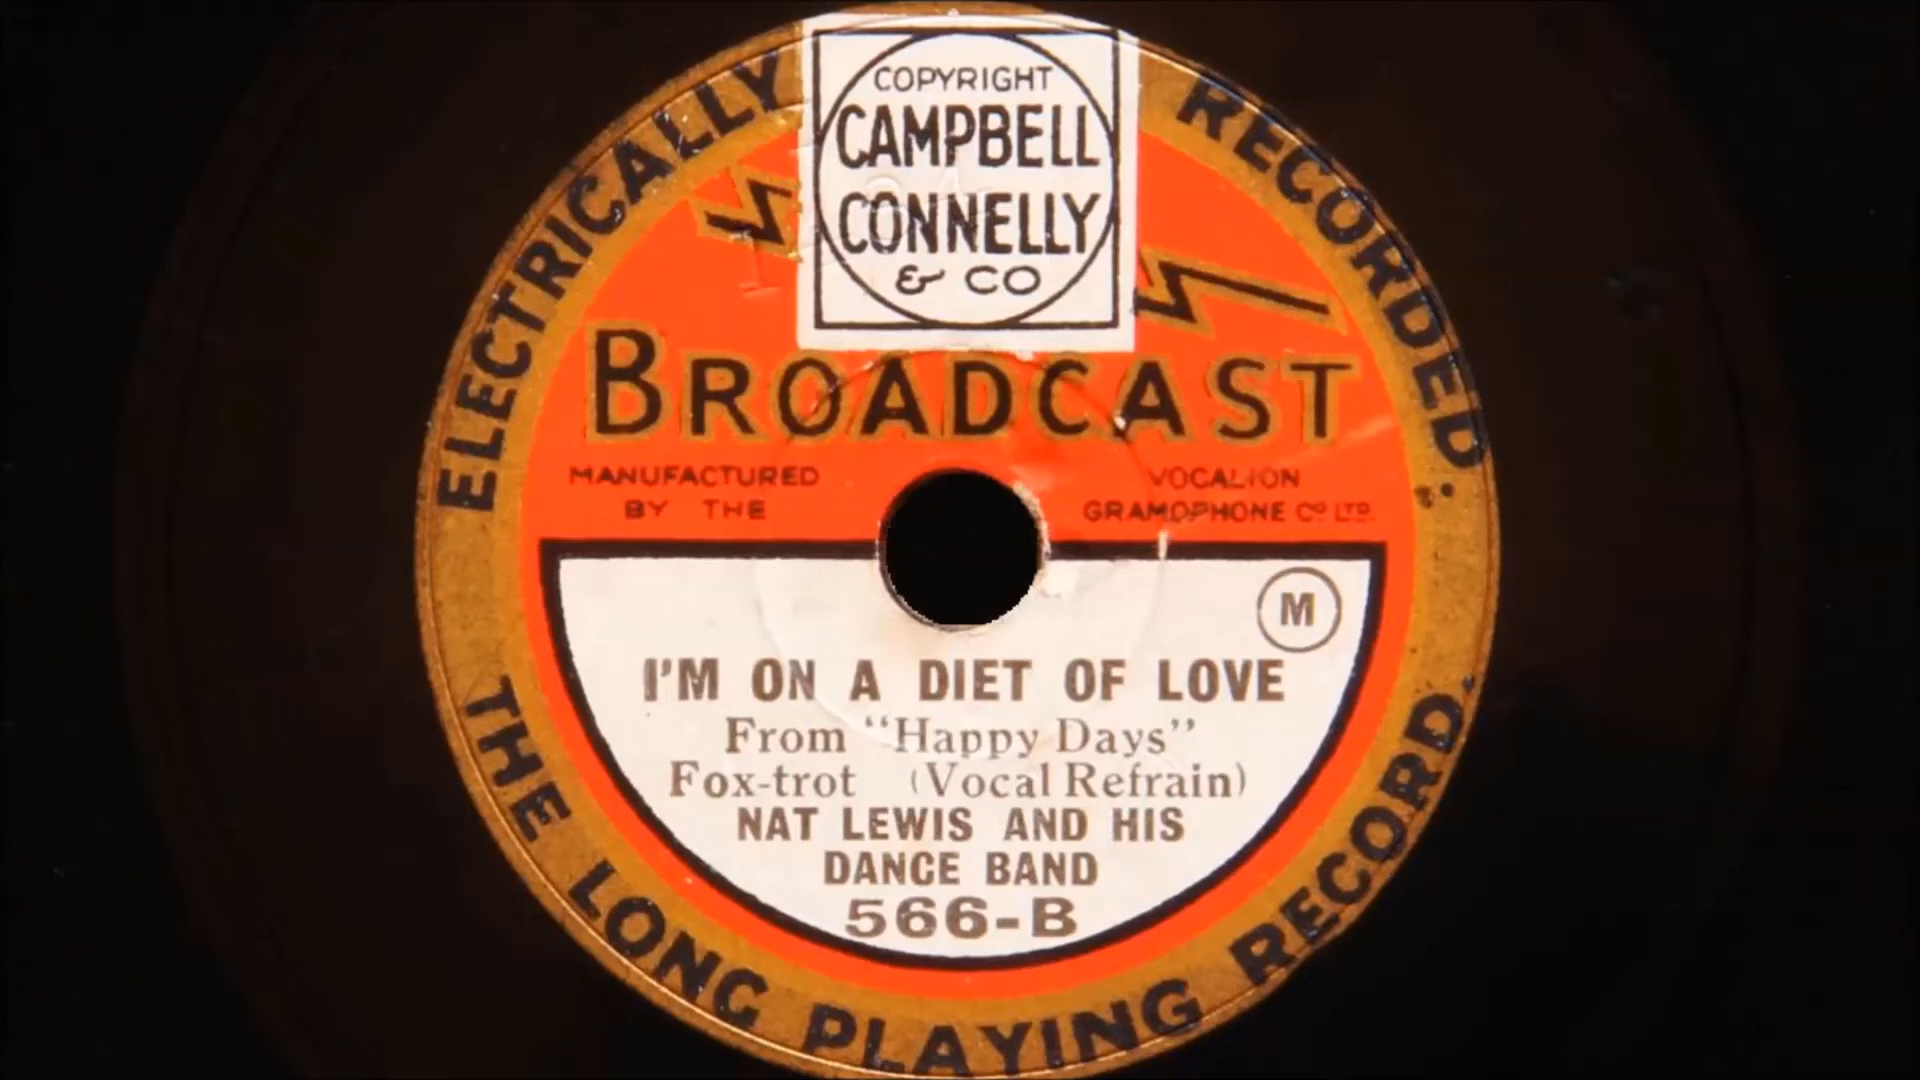 ELECTRICALLY RECORDED.
COPYRIGHT
CAMPBELL
CONNELLY
& CO
BROADCAST
MANUFACTURED
BY THE
VOCALION
GRAMOPHONE Cº LTD.
M
I'M ON A DIET OF LOVE
From "Happy Days"
Fox-trot (Vocal Refrain)
NAT LEWIS AND HIS
DANCE BAND
566-B
THE LONG PLAYING RECORD.